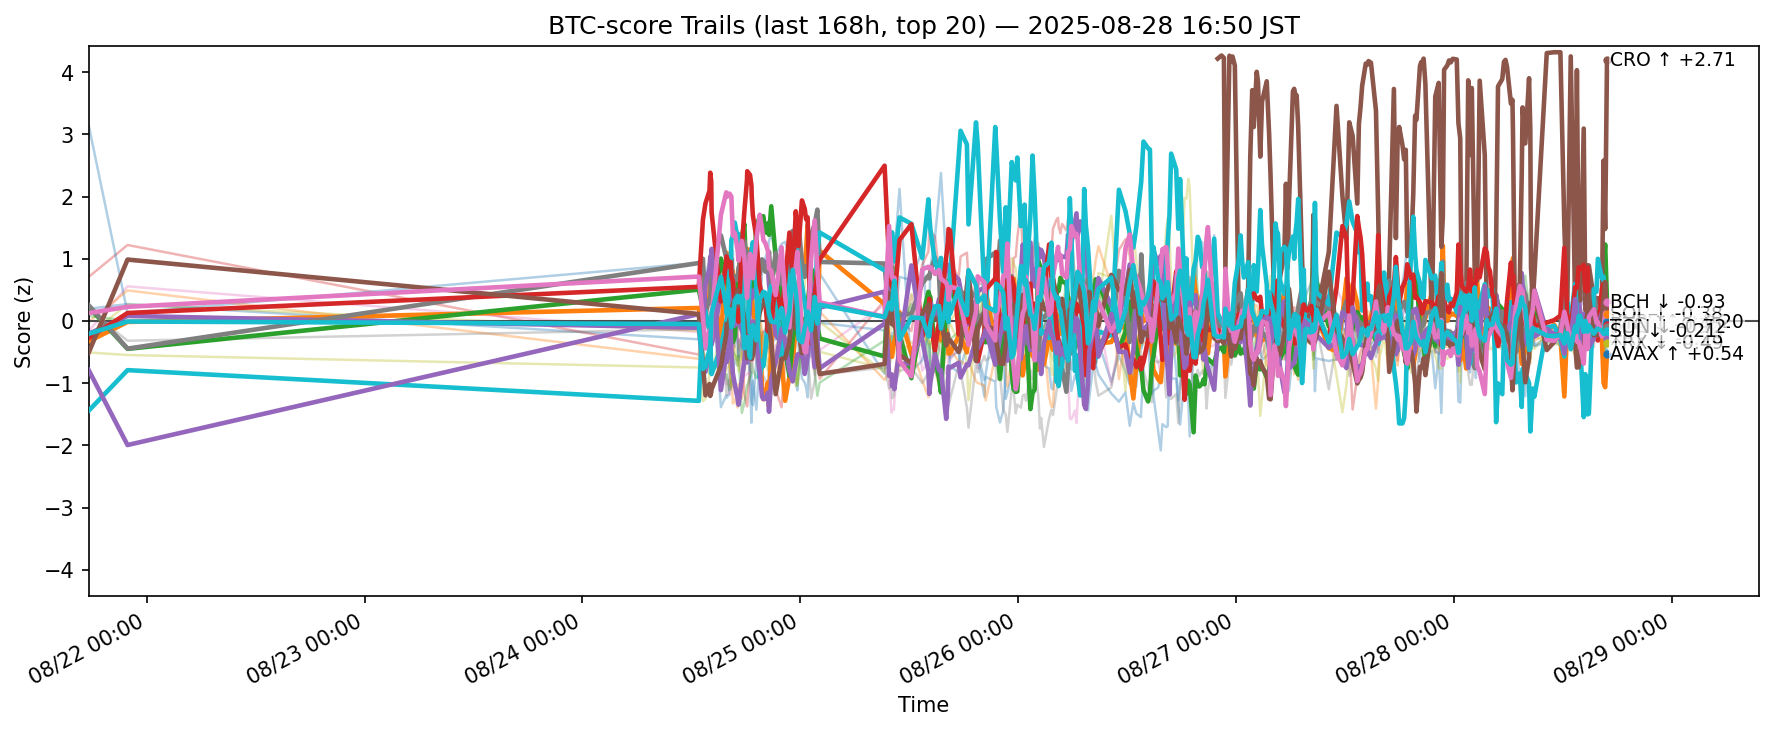 BTC-score Trails (last 168h, top 20) — 2025-08-28 16:50 JST
Score (z)
4
3
2
1
0
−1
−2
−3
−4
CRO ↑ +2.71
BCH ↓ -0.93
SUI ↓
AVAX ↑ +0.54
08/22 00:00
08/23 00:00
08/24 00:00
08/25 00:00
08/26 00:00
08/27 00:00
08/28 00:00
08/29 00:00
Time